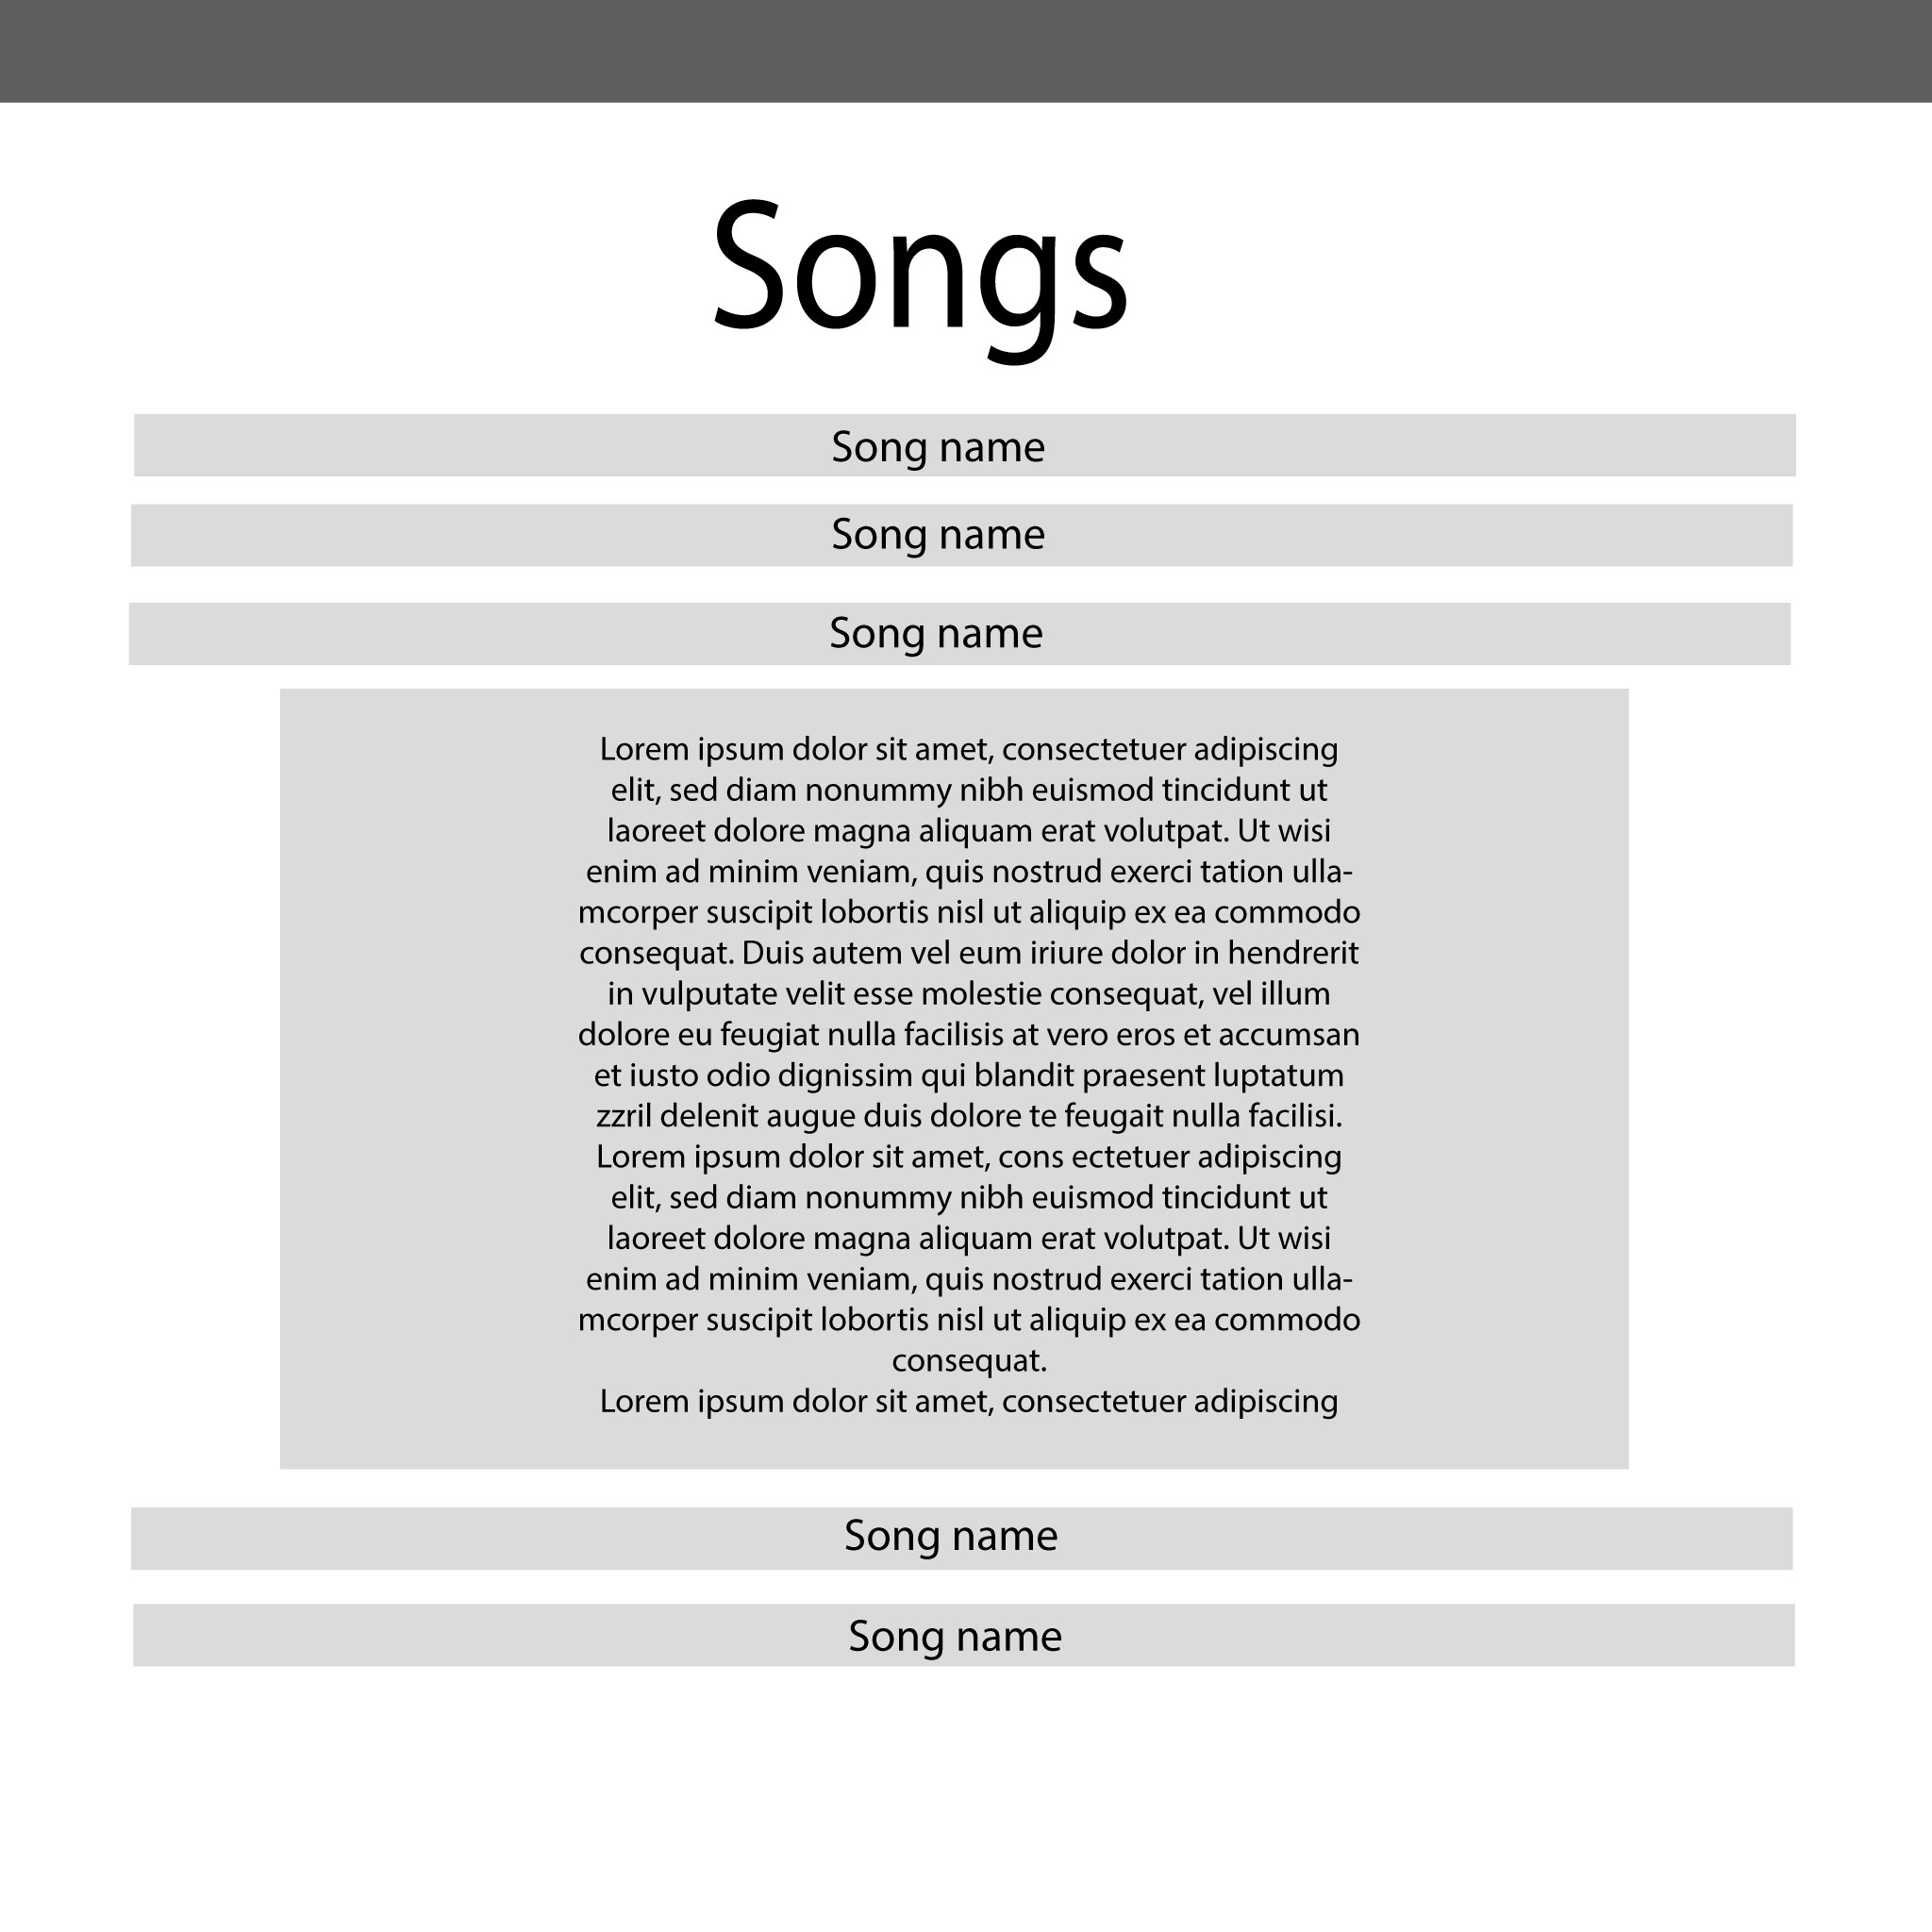 Songs
Song name
Song name
Song name
Lorem ipsum dolor sit amet, consectetuer adipiscing
elit, sed diam nonummy nibh euismod tincidunt ut
laoreet dolore magna aliquam erat volutpat. Ut wisi
enim ad minim veniam, quis nostrud exerci tation ulla-
mcorper suscipit lobortis nisl ut aliquip ex ea commodo
consequat. Duis autem vel eum iriure dolor in hendrerit
in vulputate velit esse molestie consequat, vel illum
dolore eu feugiat nulla facilisis at vero eros et accumsan
et iusto odio dignissim qui blandit praesent luptatum
zzril delenit augue duis dolore te feugait nulla facilisi.
Lorem ipsum dolor sit amet, cons ectetuer adipiscing
elit, sed diam nonummy nibh euismod tincidunt ut
laoreet dolore magna aliquam erat volutpat. Ut wisi
enim ad minim veniam, quis nostrud exerci tation ulla-
mcorper suscipit lobortis nisl ut aliquip ex ea commodo
consequat.
Lorem ipsum dolor sit amet, consectetuer adipiscing
Song name
Song name